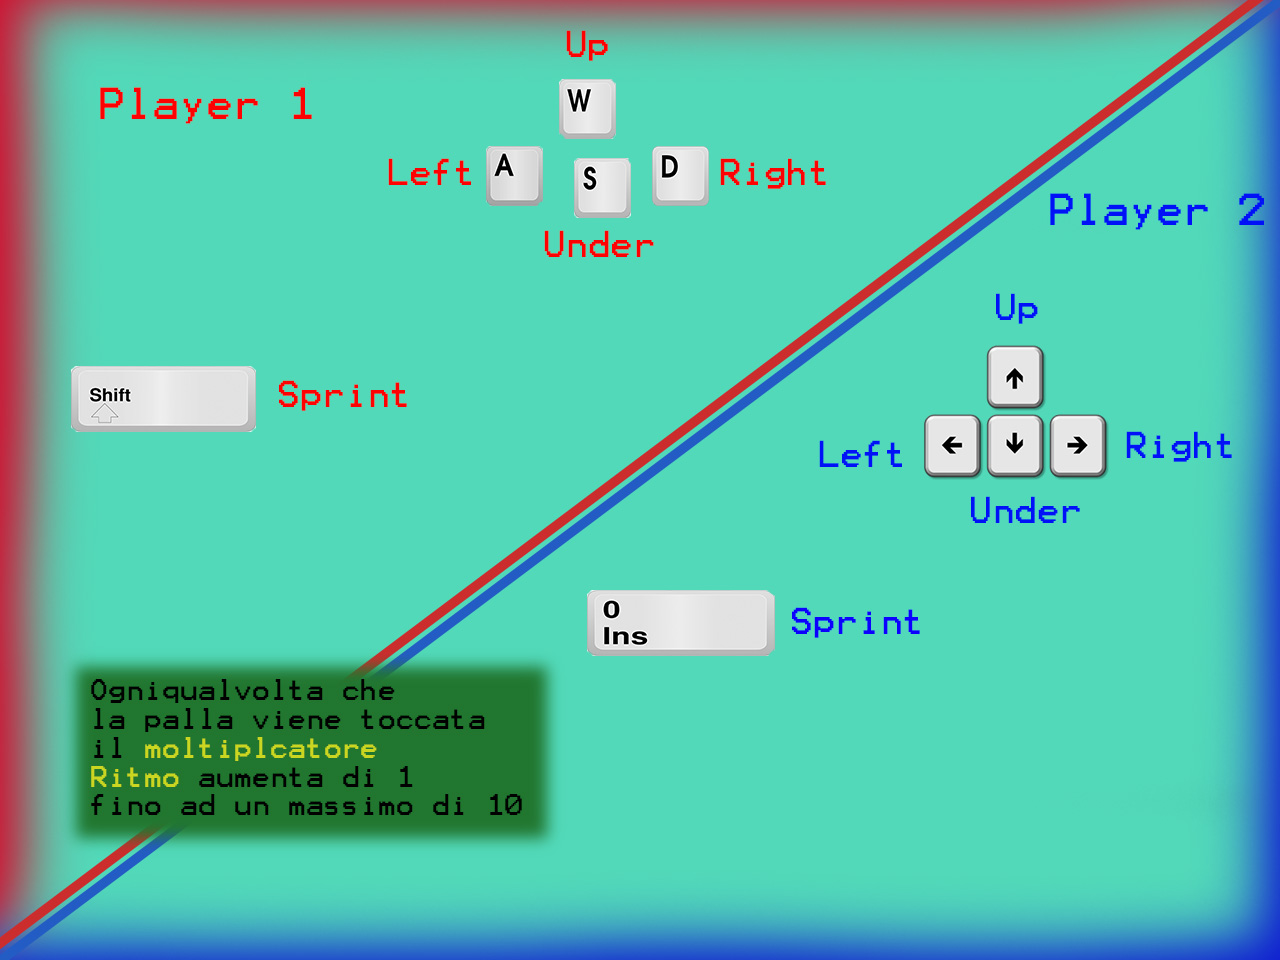 Up
Player 1
W
Left
A
S
D
Right
Under
Player 2
Up
Shift
Sprint
Left
Right
Under
0
Ins
Sprint
Ogniqualvolta che
la palla viene toccata
il moltiplcatore
Ritmo aumenta di 1
fino ad un massimo di 10